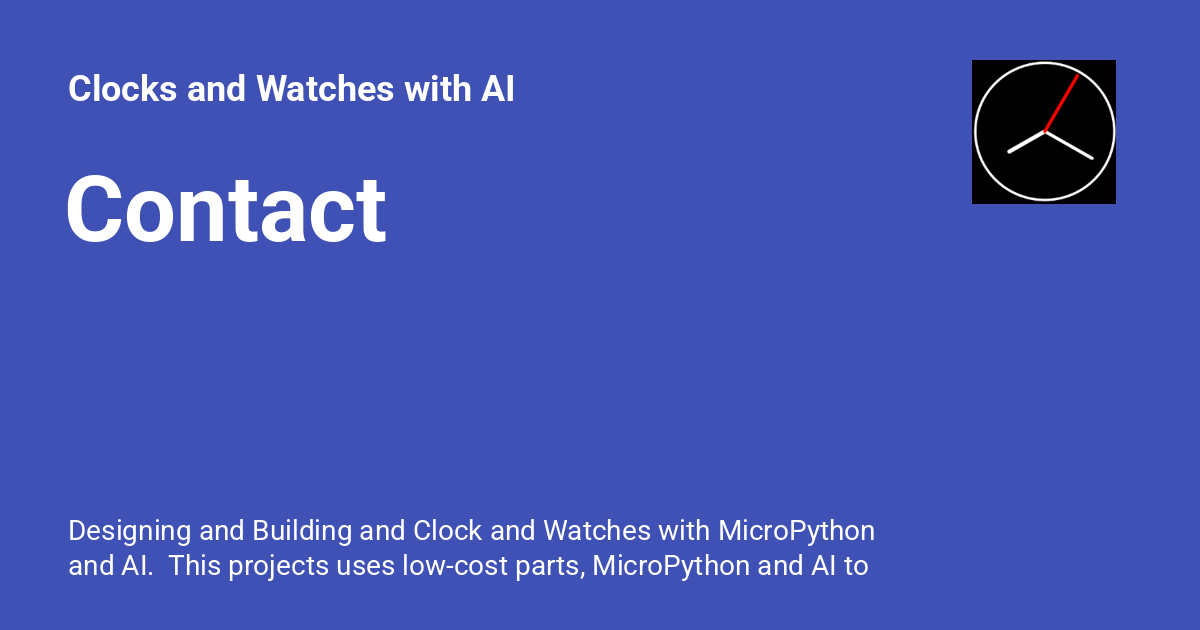 Clocks and Watches with AI
Contact
Designing and Building and Clock and Watches with MicroPython
and AI.  This projects uses low-cost parts, MicroPython and AI to